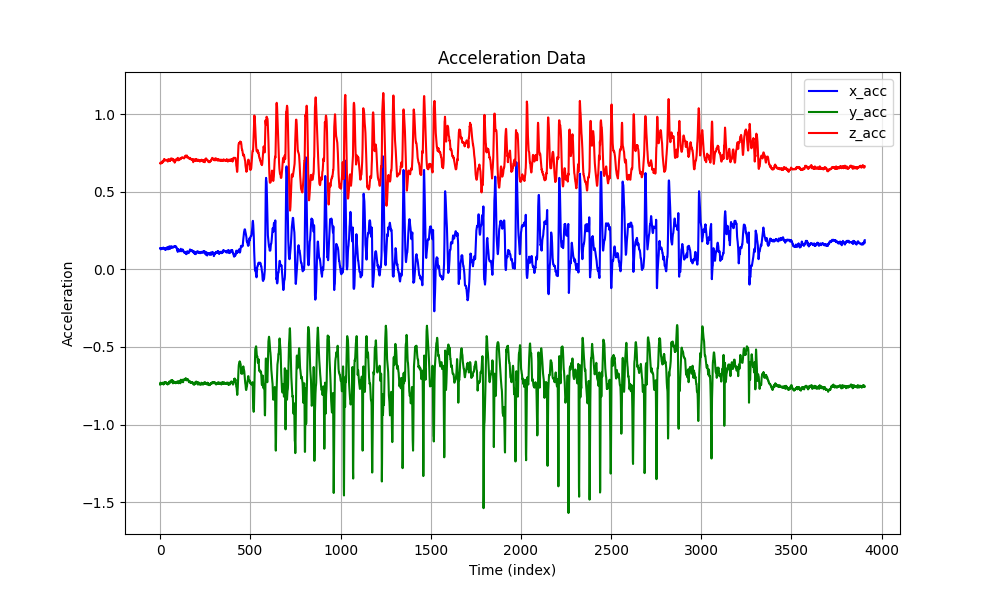 Acceleration Data
x_acc
y_acc
z_acc
1.0
0.5
0.0
−0.5
−1.0
−1.5
Acceleration
0 500 1000 1500 2000 2500 3000 3500 4000
Time (index)